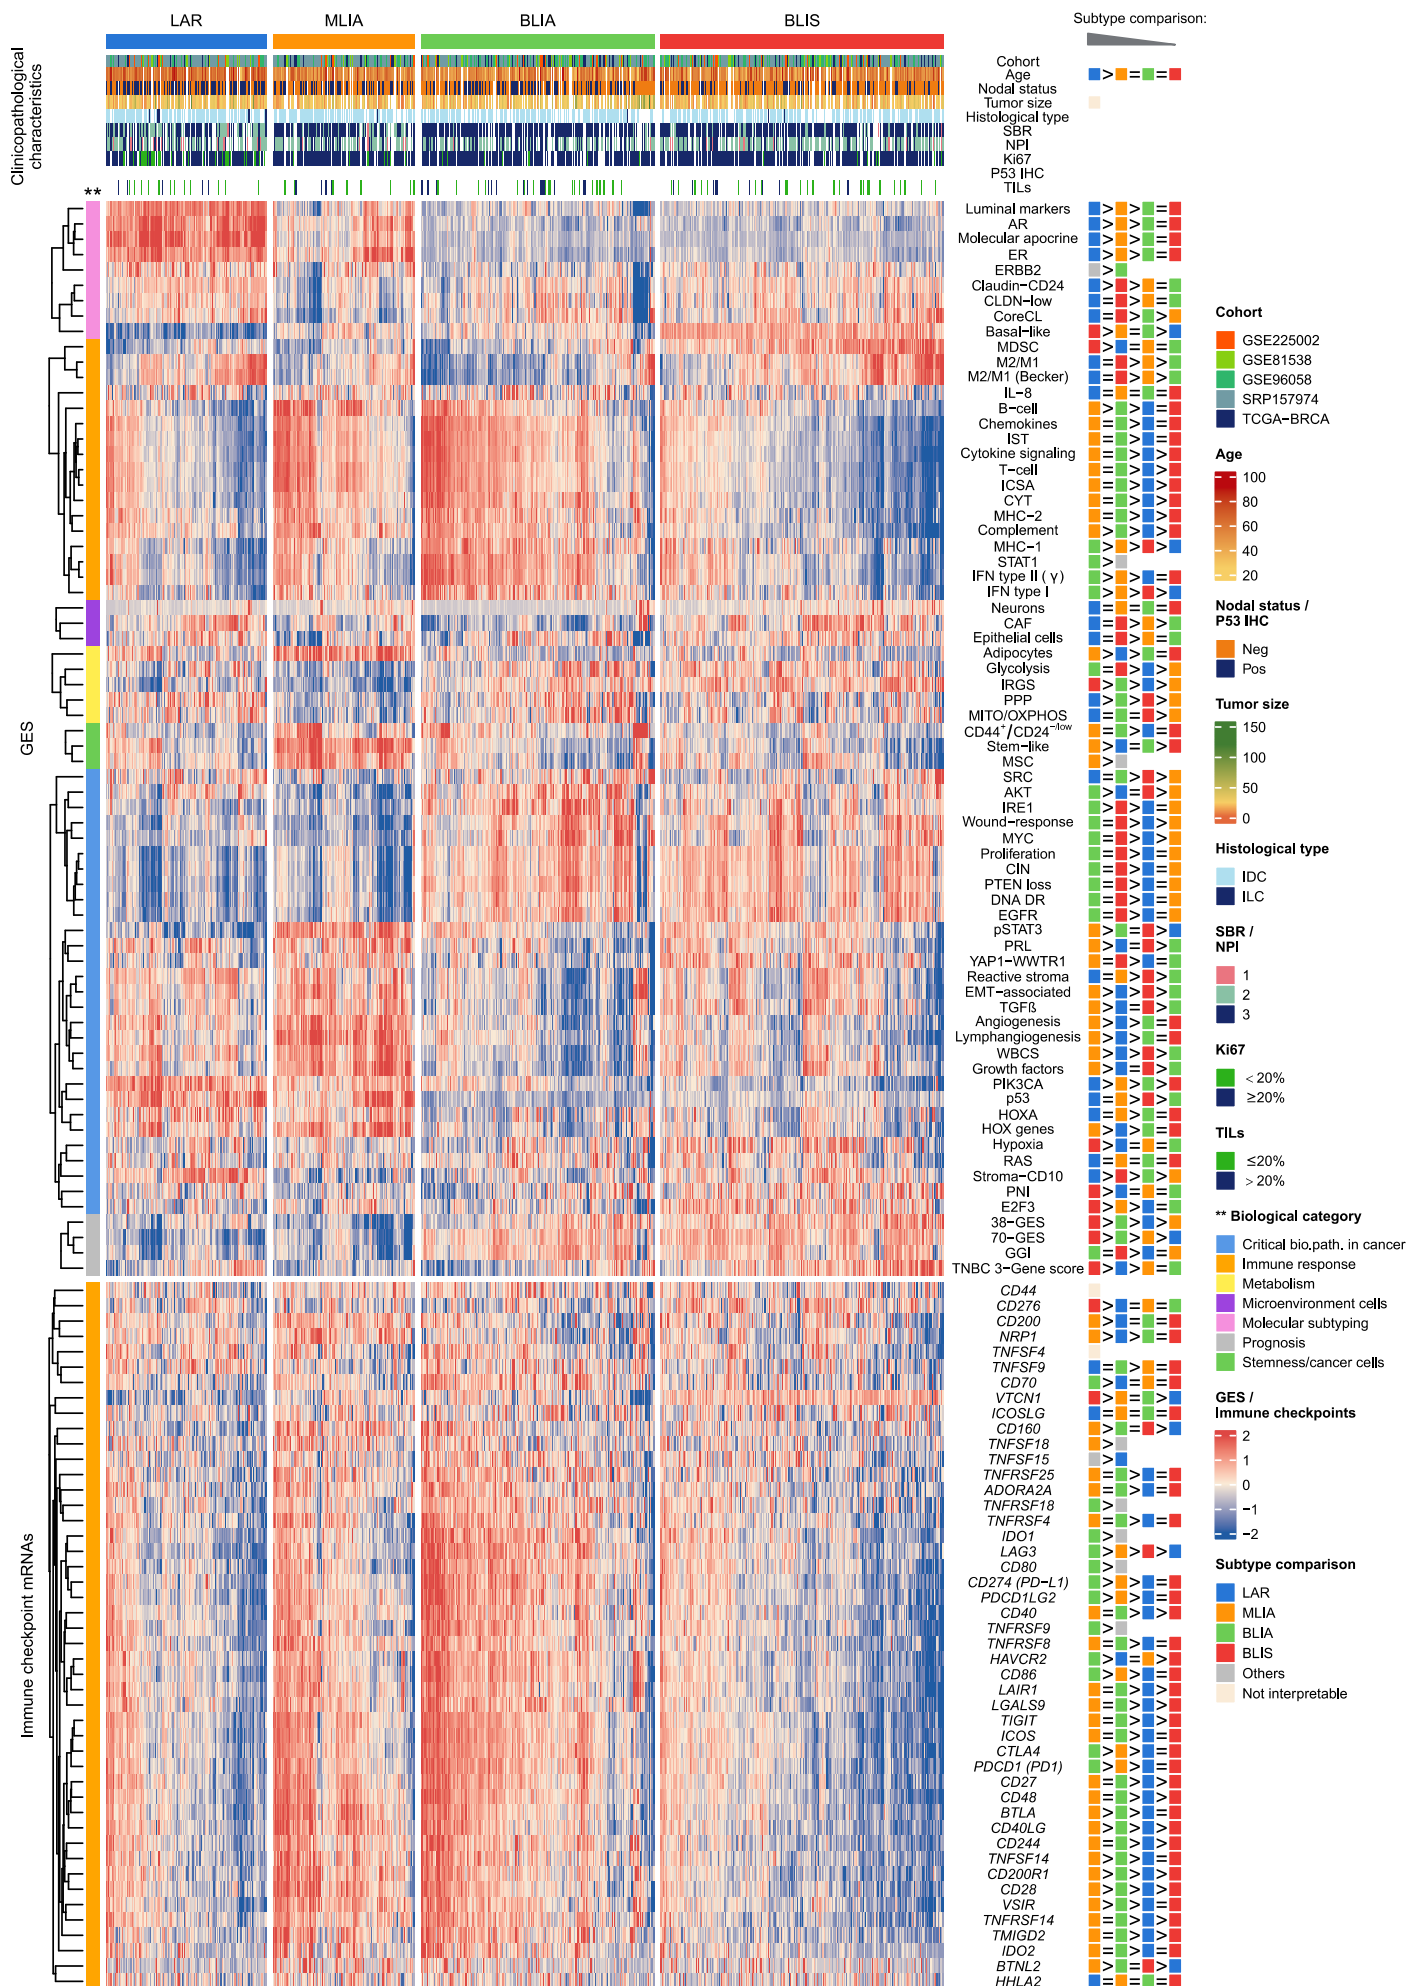 LAR
MLIA
BLIA
BLIS
Subtype comparison:
Clinicopathological
characteristics
Cohort
Age > = =
Nodal status
Tumor size
Histological type
SBR
NPI
Ki67
P53 IHC
TILs
**
GES
Luminal markers > > =
AR > > =
Molecular apocrine > > =
ER > > =
ERBB2 >
Claudin−CD24 = > =
CLDN−low = > =
CoreCL = > =
Basal−like > = >
MDSC > = =
M2/M1 = > >
M2/M1 (Becker) = > >
IL−8 = = =
B−cell > > =
Chemokines = > >
IST = > >
Cytokine signaling = > >
T−cell = > >
ICSA = > >
CYT = > >
MHC−2 = > >
Complement > > >
MHC−1 > > >
STAT1 >
IFN type II ( γ ) > > =
IFN type I > > >
Neurons = = =
CAF = > >
Epithelial cells = > =
Adipocytes > > =
Glycolysis = > >
IRGS > > >
PPP > > >
MITO/OXPHOS = = >
CD44+/CD24−/low = = >
Stem−like > = >
MSC >
SRC = > >
AKT > = >
IRE1 > > =
Wound−response = > >
MYC = > >
Proliferation = > =
CIN = > =
PTEN loss = > =
DNA DR = > =
EGFR = > =
pSTAT3 > = >
PRL > = >
YAP1−WWTR1 = > =
Reactive stroma = > >
EMT−associated > > >
TGFß > = >
Angiogenesis > > =
Lymphangiogenesis > > =
WBCS > > >
Growth factors > = >
PIK3CA > > >
p53 = > >
HOXA = > =
HOX genes > > =
Hypoxia > = =
RAS = = =
Stroma−CD10 > > >
PNI > = =
E2F3 > = =
38−GES > > >
70−GES > > >
GGI = > =
TNBC 3−Gene score > > =
Immune checkpoint mRNAs
CD44
CD276 > = =
CD200 > = >
NRP1 > > =
TNFSF4
TNFSF9 = > =
CD70 > = =
VTCN1 > = >
ICOSLG = = =
CD160 > = >
TNFSF18 >
TNFSF15 >
TNFRSF25 = > =
ADORA2A = > =
TNFRSF18 >
TNFRSF4 = > =
IDO1 >
LAG3 > > >
CD80 >
CD274 (PD−L1) > > =
PDCD1LG2 > > =
CD40 = > >
TNFRSF9 >
TNFRSF8 = > =
HAVCR2 > = >
CD86 > > =
LAIR1 = > >
LGALS9 = > >
TIGIT = > >
ICOS = > >
CTLA4 > > =
PDCD1 (PD1) > > =
CD27 = > >
CD48 = > >
BTLA > > =
CD40LG > > >
CD244 > > >
TNFSF14 = > =
CD200R1 > > >
CD28 = > >
VSIR > > =
TNFRSF14 = > >
TMIGD2 > > >
IDO2 > > =
BTNL2 > = >
HHLA2 = = =
Cohort
GSE225002
GSE81538
GSE96058
SRP157974
TCGA−BRCA
Age
100
80
60
40
20
Nodal status /
P53 IHC
Neg
Pos
Tumor size
150
100
50
0
Histological type
IDC
ILC
SBR /
NPI
1
2
3
Ki67
< 20%
≥20%
TILs
≤20%
> 20%
** Biological category
Critical bio.path. in cancer
Immune response
Metabolism
Microenvironment cells
Molecular subtyping
Prognosis
Stemness/cancer cells
GES /
Immune checkpoints
2
1
0
−1
−2
Subtype comparison
LAR
MLIA
BLIA
BLIS
Others
Not interpretable